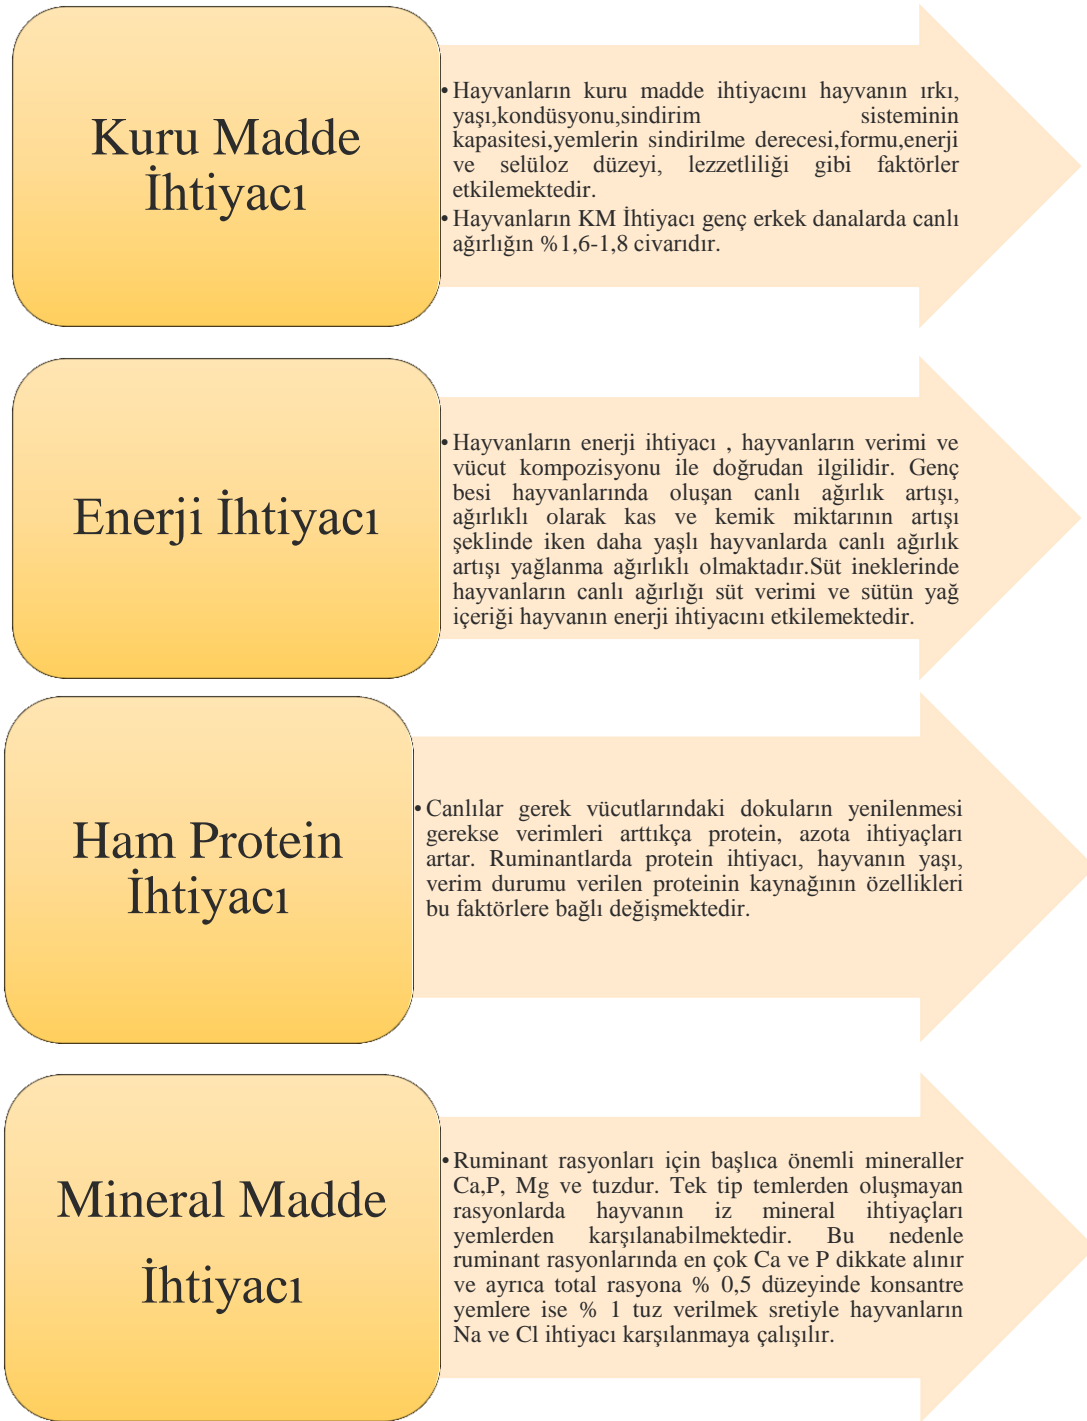 Kuru Madde
İhtiyacı
• Hayvanların kuru madde ihtiyacını hayvanın ırkı,
yaşı,kondüsyonu,sindirim sisteminin
kapasitesi,yemlerin sindirilme derecesi,formu,enerji
ve selüloz düzeyi, lezzetliliği gibi faktörler
etkilemektedir.
• Hayvanların KM İhtiyacı genç erkek danalarda canlı
ağırlığın %1,6-1,8 civarıdır.
Enerji İhtiyacı
• Hayvanların enerji ihtiyacı , hayvanların verimi ve
vücut kompozisyonu ile doğrudan ilgilidir. Genç
besi hayvanlarında oluşan canlı ağırlık artışı,
ağırlıklı olarak kas ve kemik miktarının artışı
şeklinde iken daha yaşlı hayvanlarda canlı ağırlık
artışı yağlanma ağırlıklı olmaktadır.Süt ineklerinde
hayvanların canlı ağırlığı süt verimi ve sütün yağ
içeriği hayvanın enerji ihtiyacını etkilemektedir.
Ham Protein
İhtiyacı
• Canlılar gerek vücutlarındaki dokuların yenilenmesi
gerekse verimleri arttıkça protein, azota ihtiyaçları
artar. Ruminantlarda protein ihtiyacı, hayvanın yaşı,
verim durumu verilen proteinin kaynağının özellikleri
bu faktörlere bağlı değişmektedir.
Mineral Madde
İhtiyacı
• Ruminant rasyonları için başlıca önemli mineraller
Ca,P, Mg ve tuzdur. Tek tip temlerden oluşmayan
rasyonlarda hayvanın iz mineral ihtiyaçları
yemlerden karşılanabilmektedir. Bu nedenle
ruminant rasyonlarında en çok Ca ve P dikkate alınır
ve ayrıca total rasyona % 0,5 düzeyinde konsantre
yemlere ise % 1 tuz verilmek sretiyle hayvanların
Na ve Cl ihtiyacı karşılanmaya çalışılır.